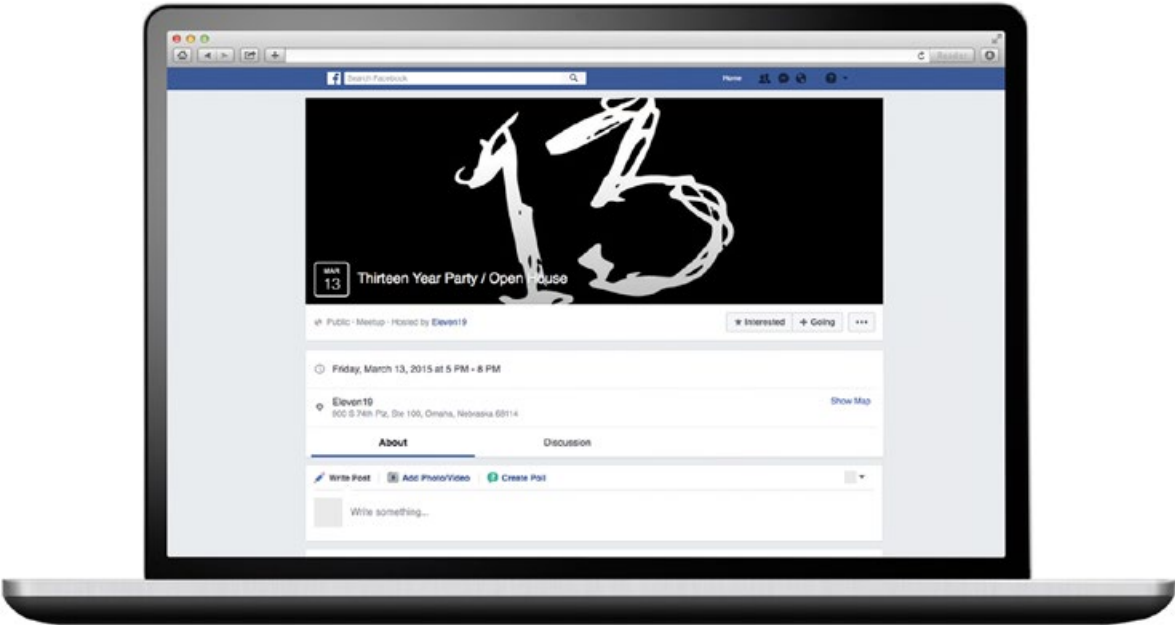 Reader
f Search Facebook
Home
13
MAR
13
Thirteen Year Party / Open House
Public · Meetup · Hosted by Eleven19
★ Interested
+ Going
•••
Friday, March 13, 2015 at 5 PM - 8 PM
Eleven19
Show Map
900 S 74th Plz, Ste 100, Omaha, Nebraska 68114
About
Discussion
Write Post
Add Photo/Video
Create Poll
Write something...